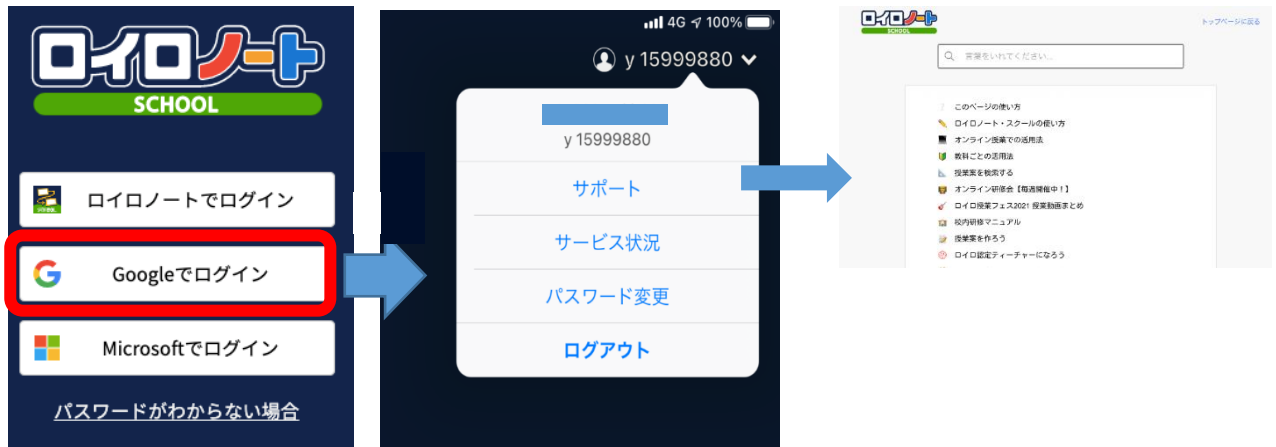 ロイロノート
SCHOOL
ロイロノートでログイン
Googleでログイン
Microsoftでログイン
パスワードがわからない場合
4G 100%
y 15999880
y 15999880
サポート
サービス状況
パスワード変更
ログアウト
ロイロノート
SCHOOL
トップページに戻る
言葉をいれてください...
このページの使い方
ロイロノート・スクールの使い方
オンライン授業での活用法
教科ごとの活用法
授業案を検索する
オンライン研修会【毎週開催中！】
ロイロ授業フェス2021 授業動画まとめ
校内研修マニュアル
授業案を作ろう
ロイロ認定ティーチャーになろう